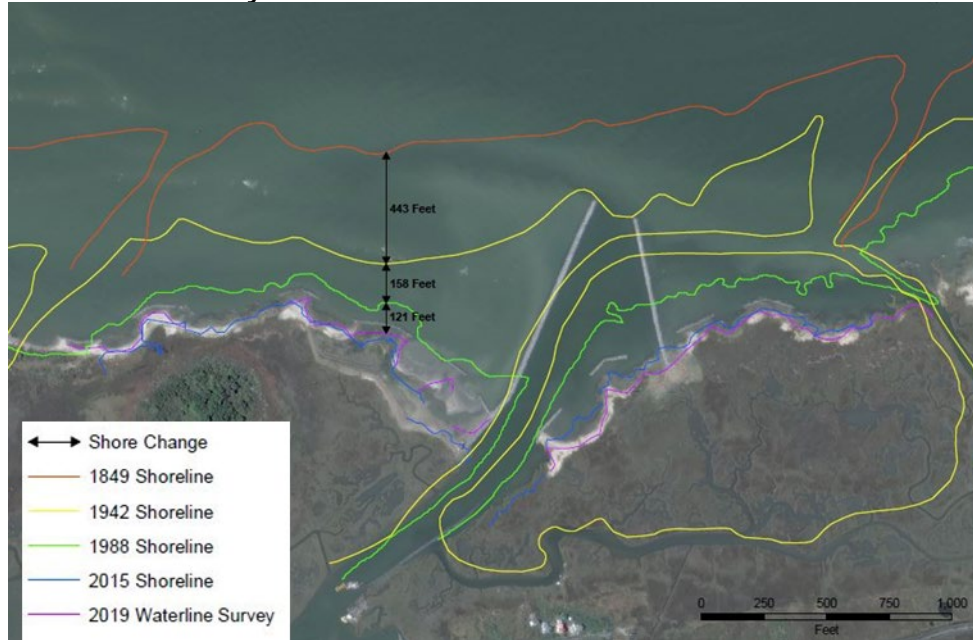 443 Feet
158 Feet
121 Feet
Shore Change
1849 Shoreline
1942 Shoreline
1988 Shoreline
2015 Shoreline
2019 Waterline Survey
0 250 500 750 1,000
Feet